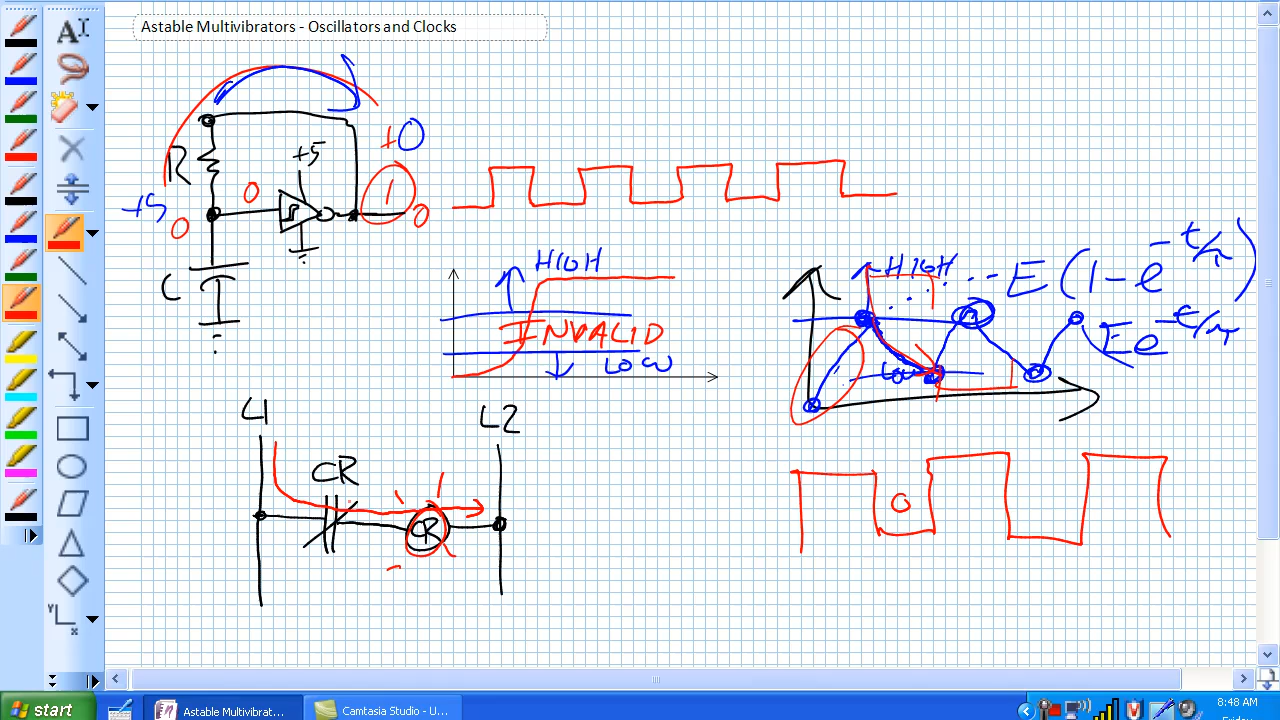 Astable Multivibrators - Oscillators and Clocks
+0
R
+5
+5
0
1
0
0
C
HIGH
INVALID
LOW
HIGH
E(1-e^-t/τ)
Ee^-t/τ
LOW
L1
L2
CR
CR
0
start
Astable Multivibrat...
Camtasia Studio - U...
8:48 AM
Friday